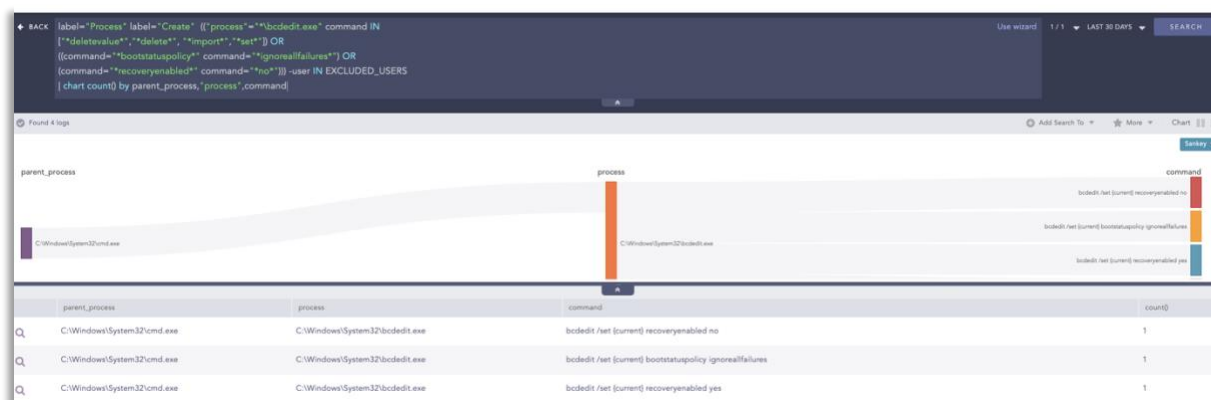 BACK
label="Process" label="Create" (("process"="*\bcdedit.exe" command IN
["*deletevalue*","*delete*", "*import*","*set*"]) OR
((command="*bootstatuspolicy*" command="*ignoreallfailures*") OR
(command="*recoveryenabled*" command="*no*"))) -user IN EXCLUDED_USERS
| chart count() by parent_process,"process",command
Use wizard 1 / 1 LAST 30 DAYS SEARCH
Found 4 logs
Add Search To More Chart
Sankey
parent_process process command
bcdedit /set {current} recoveryenabled no
bcdedit /set {current} bootstatuspolicy ignoreallfailures
C:\Windows\System32\cmd.exe C:\Windows\System32\bcdedit.exe
bcdedit /set {current} recoveryenabled yes
parent_process process command count()
C:\Windows\System32\cmd.exe C:\Windows\System32\bcdedit.exe bcdedit /set {current} recoveryenabled no 1
C:\Windows\System32\cmd.exe C:\Windows\System32\bcdedit.exe bcdedit /set {current} bootstatuspolicy ignoreallfailures 1
C:\Windows\System32\cmd.exe C:\Windows\System32\bcdedit.exe bcdedit /set {current} recoveryenabled yes 1